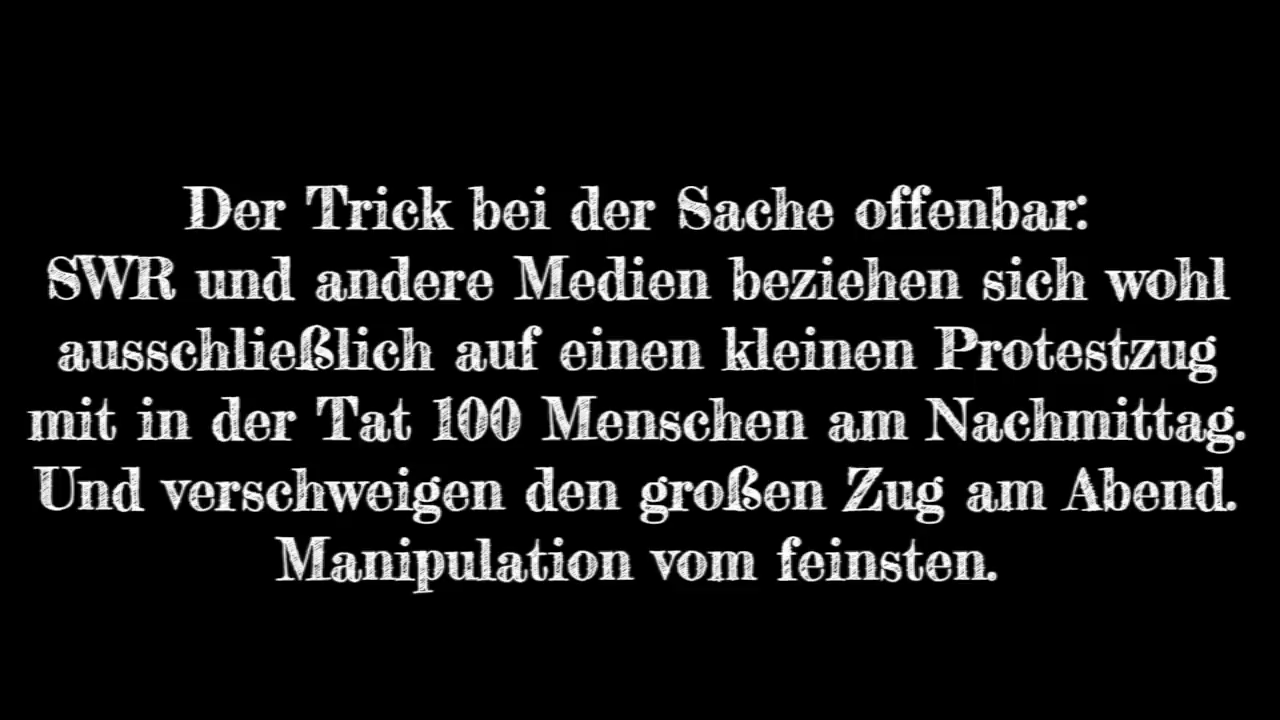 Der Trick bei der Sache offenbar:
SWR und andere Medien beziehen sich wohl
ausschließlich auf einen kleinen Protestzug
mit in der Tat 100 Menschen am Nachmittag.
Und verschweigen den großen Zug am Abend.
Manipulation vom feinsten.